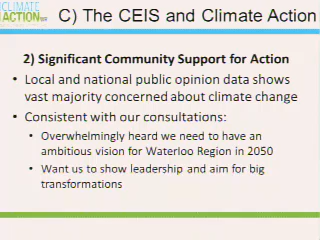 CLIMATE
ACTION
C) The CEIS and Climate Action
2) Significant Community Support for Action
• Local and national public opinion data shows
vast majority concerned about climate change
• Consistent with our consultations:
• Overwhelmingly heard we need to have an
ambitious vision for Waterloo Region in 2050
• Want us to show leadership and aim for big
transformations